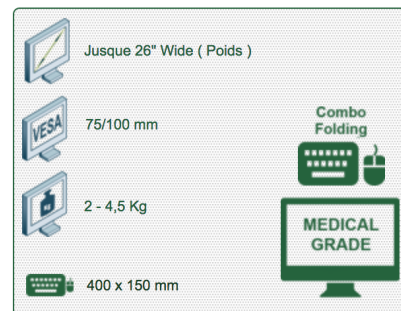 Jusque 26" Wide ( Poids )
VESA
75/100 mm
Combo
Folding
2 - 4,5 Kg
MEDICAL
GRADE
400 x 150 mm